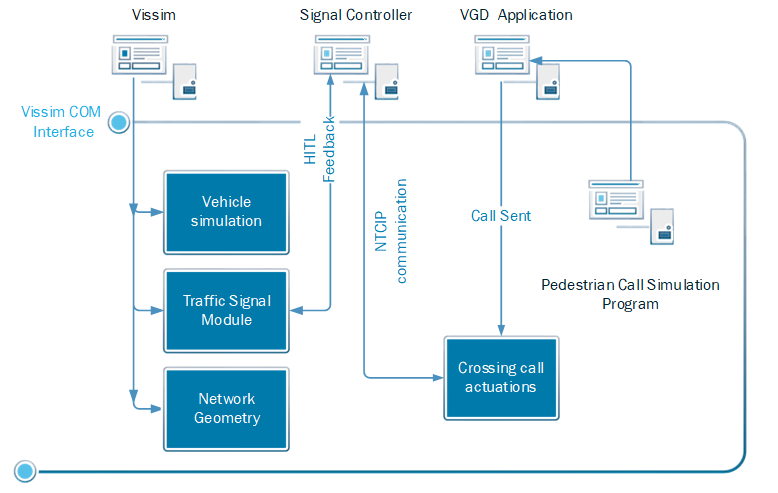 Vissim
Signal Controller
VGD Application
Vissim COM
Interface
HITL
Feedback
NTCIP
communication
Call Sent
Vehicle
simulation
Traffic Signal
Module
Network
Geometry
Crossing call
actuations
Pedestrian Call Simulation
Program